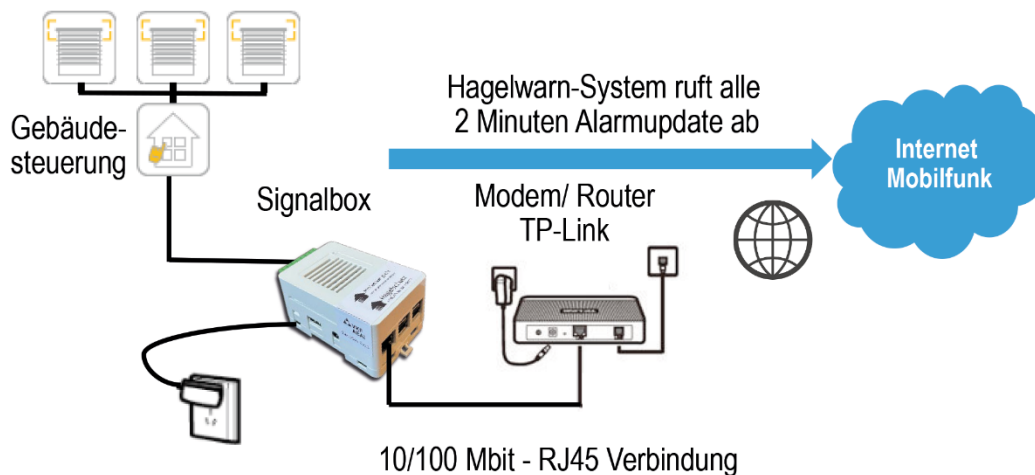 Hagelwarn-System ruft alle
2 Minuten Alarmupdate ab
Gebäude-
steuerung
Internet
Mobilfunk
Signalbox
Modem/ Router
TP-Link
10/100 Mbit - RJ45 Verbindung